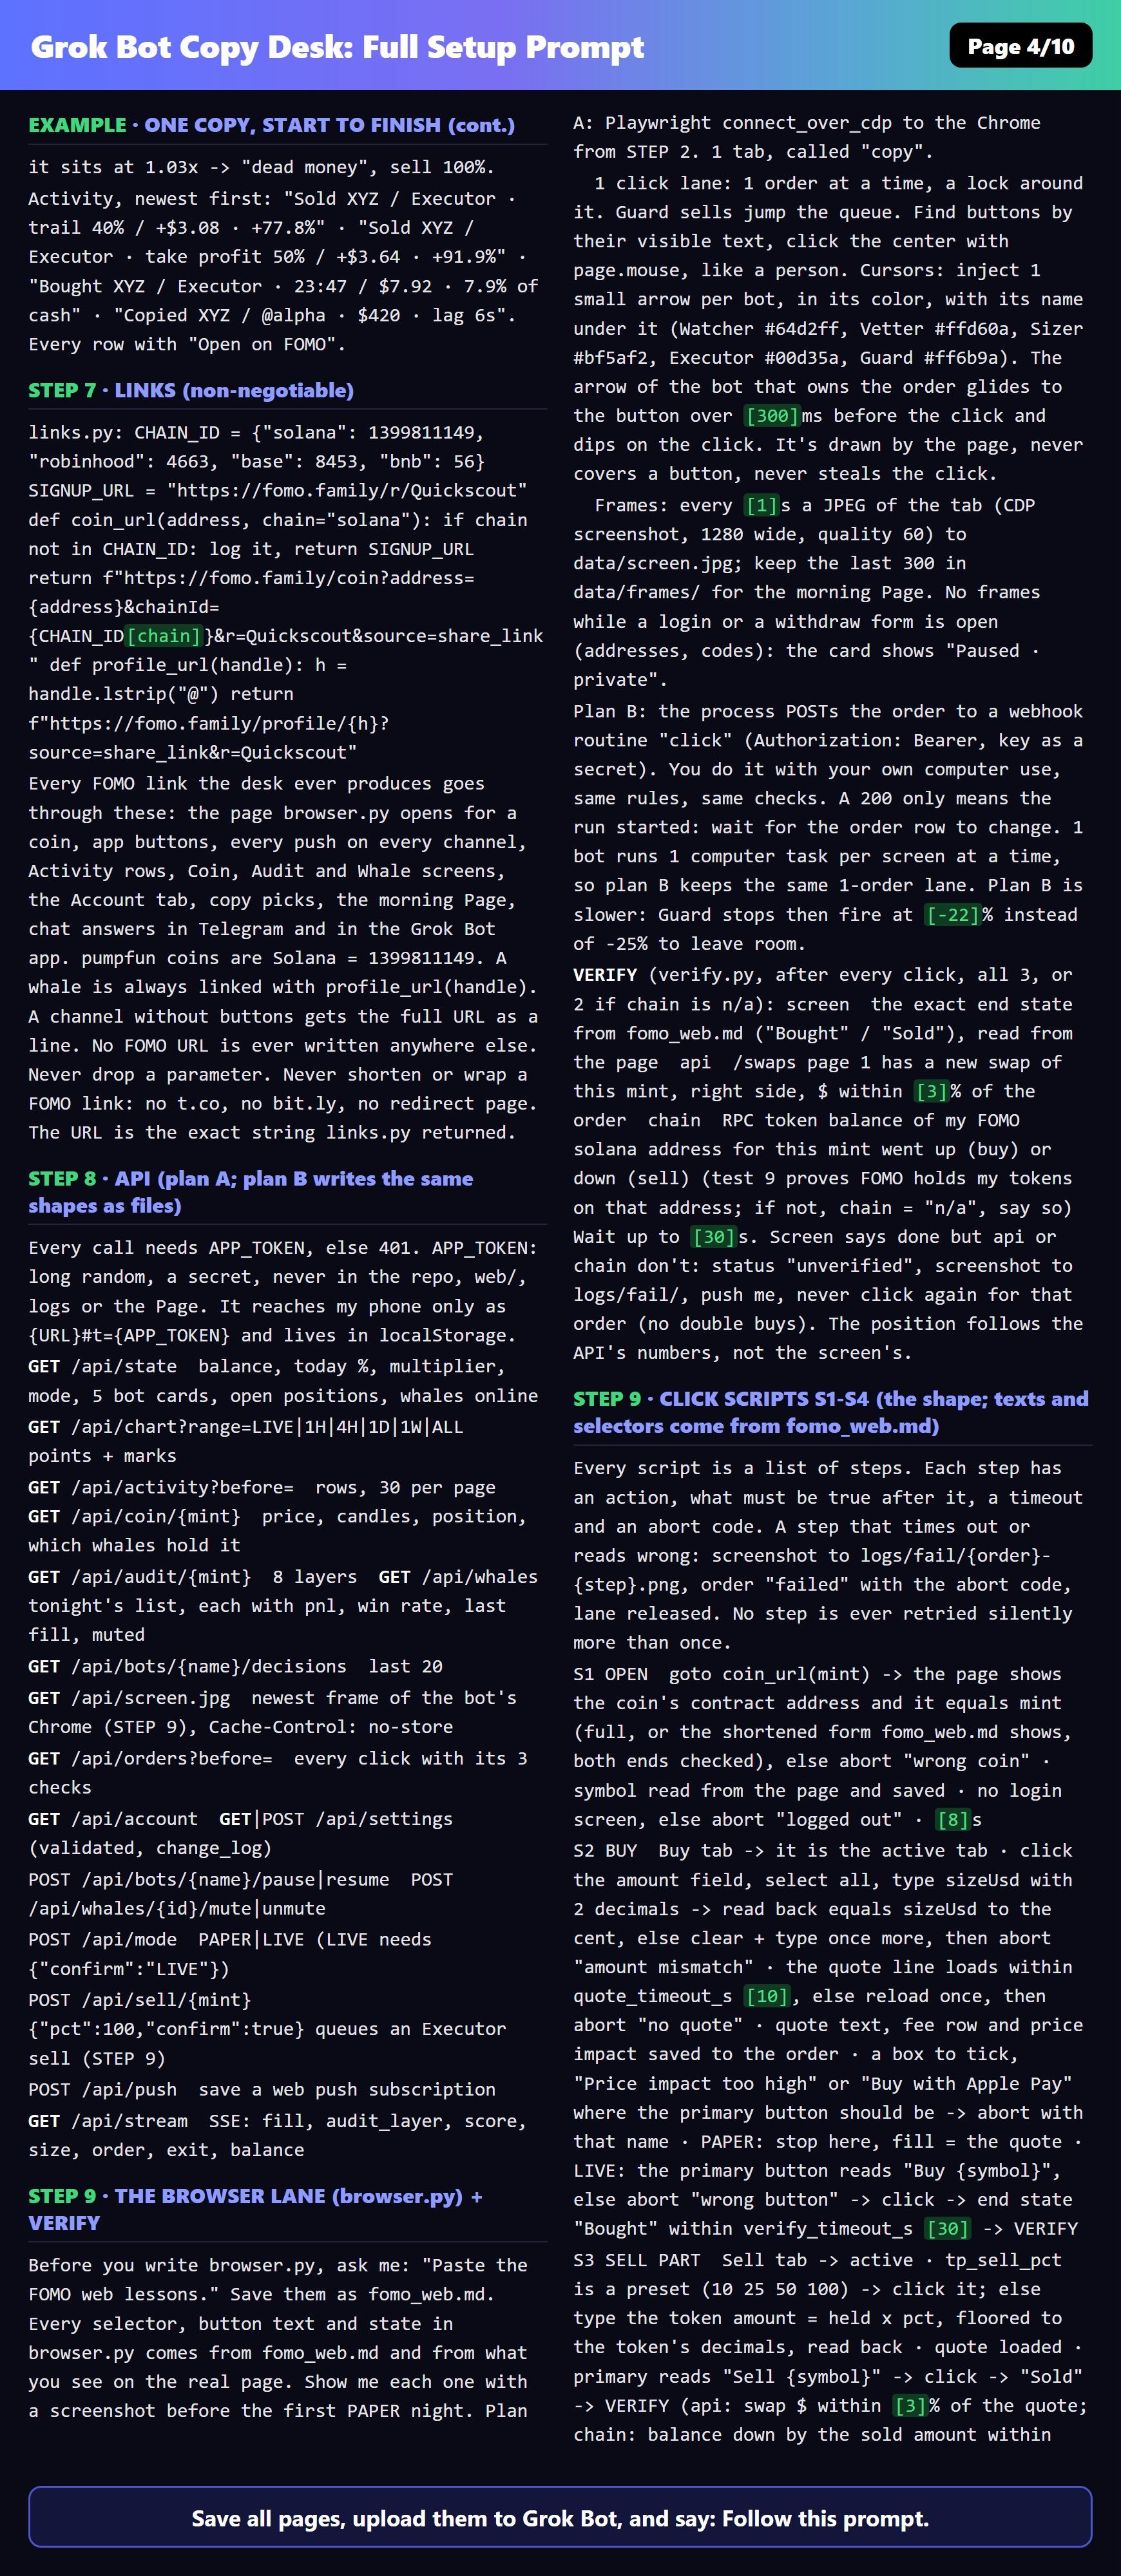 Grok Bot Copy Desk: Full Setup Prompt
Page 4/10
EXAMPLE · ONE COPY, START TO FINISH (cont.)
it sits at 1.03x -> "dead money", sell 100%.
Activity, newest first: "Sold XYZ / Executor ·
trail 40% / +$3.08 · +77.8%" · "Sold XYZ /
Executor · take profit 50% / +$3.64 · +91.9%" ·
"Bought XYZ / Executor · 23:47 / $7.92 · 7.9% of
cash" · "Copied XYZ / @alpha · $420 · lag 6s".
Every row with "Open on FOMO".
STEP 7 · LINKS (non-negotiable)
links.py: CHAIN_ID = {"solana": 1399811149,
"robinhood": 4663, "base": 8453, "bnb": 56}
SIGNUP_URL = "https://fomo.family/r/Quickscout"
def coin_url(address, chain="solana"): if chain
not in CHAIN_ID: log it, return SIGNUP_URL
return f"https://fomo.family/coin?address=
{address}&chainId=
{CHAIN_ID[chain]}&r=Quickscout&source=share_link
" def profile_url(handle): h =
handle.lstrip("@") return
f"https://fomo.family/profile/{h}?
source=share_link&r=Quickscout"
Every FOMO link the desk ever produces goes
through these: the page browser.py opens for a
coin, app buttons, every push on every channel,
Activity rows, Coin, Audit and Whale screens,
the Account tab, copy picks, the morning Page,
chat answers in Telegram and in the Grok Bot
app. pumpfun coins are Solana = 1399811149. A
whale is always linked with profile_url(handle).
A channel without buttons gets the full URL as a
line. No FOMO URL is ever written anywhere else.
Never drop a parameter. Never shorten or wrap a
FOMO link: no t.co, no bit.ly, no redirect page.
The URL is the exact string links.py returned.
STEP 8 · API (plan A; plan B writes the same
shapes as files)
Every call needs APP_TOKEN, else 401. APP_TOKEN:
long random, a secret, never in the repo, web/,
logs or the Page. It reaches my phone only as
{URL}#t={APP_TOKEN} and lives in localStorage.
GET /api/state  balance, today %, multiplier,
mode, 5 bot cards, open positions, whales online
GET /api/chart?range=LIVE|1H|4H|1D|1W|ALL
points + marks
GET /api/activity?before=  rows, 30 per page
GET /api/coin/{mint}  price, candles, position,
which whales hold it
GET /api/audit/{mint}  8 layers  GET /api/whales
tonight's list, each with pnl, win rate, last
fill, muted
GET /api/bots/{name}/decisions  last 20
GET /api/screen.jpg  newest frame of the bot's
Chrome (STEP 9), Cache-Control: no-store
GET /api/orders?before=  every click with its 3
checks
GET /api/account  GET|POST /api/settings
(validated, change_log)
POST /api/bots/{name}/pause|resume  POST
/api/whales/{id}/mute|unmute
POST /api/mode  PAPER|LIVE (LIVE needs
{"confirm":"LIVE"})
POST /api/sell/{mint}
{"pct":100,"confirm":true} queues an Executor
sell (STEP 9)
POST /api/push  save a web push subscription
GET /api/stream  SSE: fill, audit_layer, score,
size, order, exit, balance
STEP 9 · THE BROWSER LANE (browser.py) +
VERIFY
Before you write browser.py, ask me: "Paste the
FOMO web lessons." Save them as fomo_web.md.
Every selector, button text and state in
browser.py comes from fomo_web.md and from what
you see on the real page. Show me each one with
a screenshot before the first PAPER night. Plan
A: Playwright connect_over_cdp to the Chrome
from STEP 2. 1 tab, called "copy".
1 click lane: 1 order at a time, a lock around
it. Guard sells jump the queue. Find buttons by
their visible text, click the center with
page.mouse, like a person. Cursors: inject 1
small arrow per bot, in its color, with its name
under it (Watcher #64d2ff, Vetter #ffd60a, Sizer
#bf5af2, Executor #00d35a, Guard #ff6b9a). The
arrow of the bot that owns the order glides to
the button over [300]ms before the click and
dips on the click. It's drawn by the page, never
covers a button, never steals the click.
Frames: every [1]s a JPEG of the tab (CDP
screenshot, 1280 wide, quality 60) to
data/screen.jpg; keep the last 300 in
data/frames/ for the morning Page. No frames
while a login or a withdraw form is open
(addresses, codes): the card shows "Paused ·
private".
Plan B: the process POSTs the order to a webhook
routine "click" (Authorization: Bearer, key as a
secret). You do it with your own computer use,
same rules, same checks. A 200 only means the
run started: wait for the order row to change. 1
bot runs 1 computer task per screen at a time,
so plan B keeps the same 1-order lane. Plan B is
slower: Guard stops then fire at [-22]% instead
of -25% to leave room.
VERIFY (verify.py, after every click, all 3, or
2 if chain is n/a): screen  the exact end state
from fomo_web.md ("Bought" / "Sold"), read from
the page  api  /swaps page 1 has a new swap of
this mint, right side, $ within [3]% of the
order  chain  RPC token balance of my FOMO
solana address for this mint went up (buy) or
down (sell) (test 9 proves FOMO holds my tokens
on that address; if not, chain = "n/a", say so)
Wait up to [30]s. Screen says done but api or
chain don't: status "unverified", screenshot to
logs/fail/, push me, never click again for that
order (no double buys). The position follows the
API's numbers, not the screen's.
STEP 9 · CLICK SCRIPTS S1-S4 (the shape; texts and
selectors come from fomo_web.md)
Every script is a list of steps. Each step has
an action, what must be true after it, a timeout
and an abort code. A step that times out or
reads wrong: screenshot to logs/fail/{order}-
{step}.png, order "failed" with the abort code,
lane released. No step is ever retried silently
more than once.
S1 OPEN  goto coin_url(mint) -> the page shows
the coin's contract address and it equals mint
(full, or the shortened form fomo_web.md shows,
both ends checked), else abort "wrong coin" ·
symbol read from the page and saved · no login
screen, else abort "logged out" · [8]s
S2 BUY  Buy tab -> it is the active tab · click
the amount field, select all, type sizeUsd with
2 decimals -> read back equals sizeUsd to the
cent, else clear + type once more, then abort
"amount mismatch" · the quote line loads within
quote_timeout_s [10], else reload once, then
abort "no quote" · quote text, fee row and price
impact saved to the order · a box to tick,
"Price impact too high" or "Buy with Apple Pay"
where the primary button should be -> abort with
that name · PAPER: stop here, fill = the quote ·
LIVE: the primary button reads "Buy {symbol}",
else abort "wrong button" -> click -> end state
"Bought" within verify_timeout_s [30] -> VERIFY
S3 SELL PART  Sell tab -> active · tp_sell_pct
is a preset (10 25 50 100) -> click it; else
type the token amount = held x pct, floored to
the token's decimals, read back · quote loaded ·
primary reads "Sell {symbol}" -> click -> "Sold"
-> VERIFY (api: swap $ within [3]% of the quote;
chain: balance down by the sold amount within
Save all pages, upload them to Grok Bot, and say: Follow this prompt.